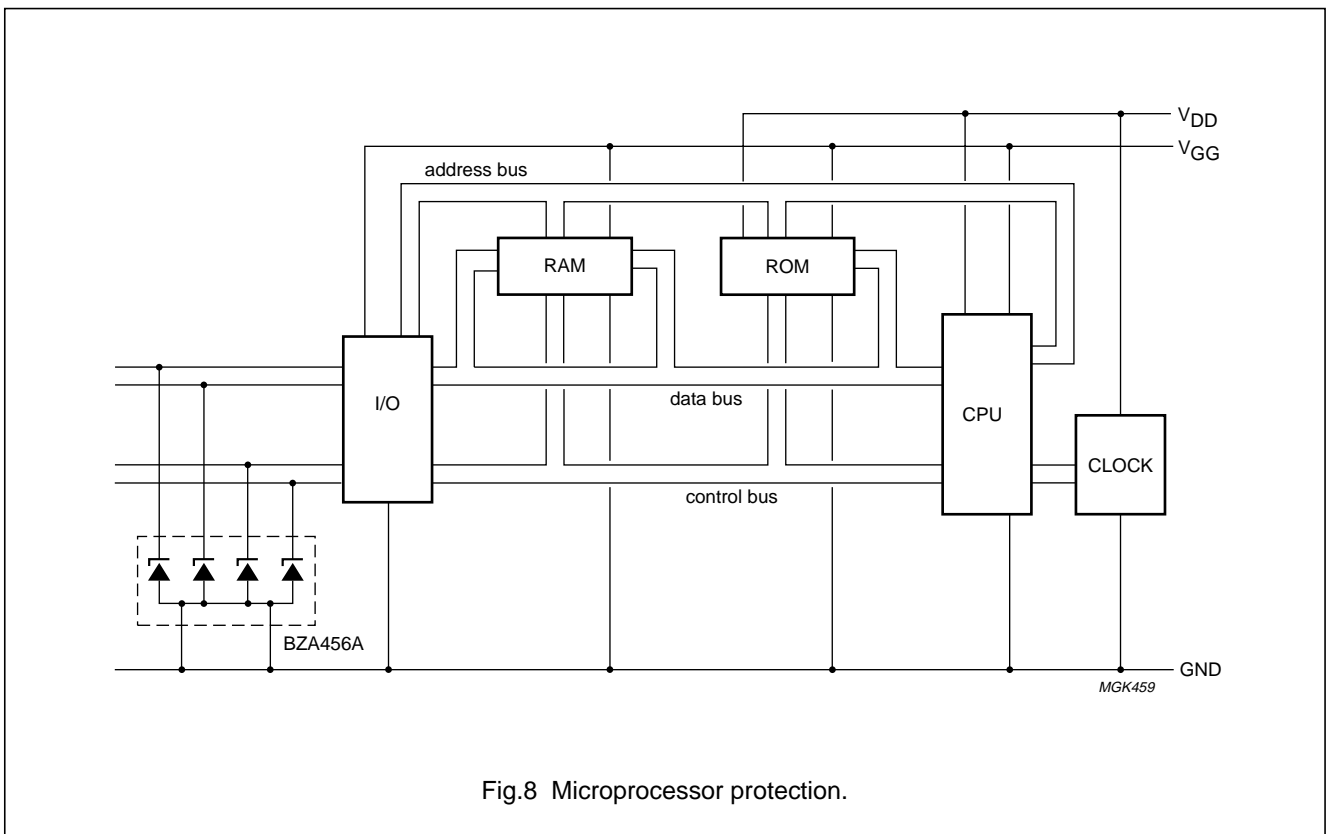 VDD
VGG
address bus
RAM
ROM
I/O
data bus
CPU
CLOCK
control bus
BZA456A
GND
MGK459
Fig.8 Microprocessor protection.